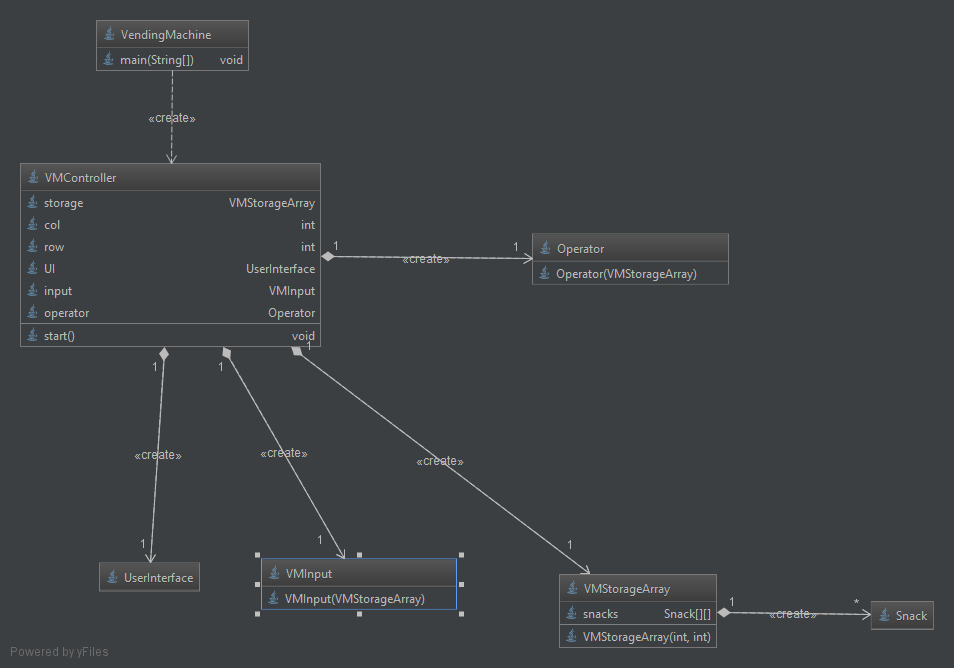 VendingMachine
main(String[]) void
«create»
VMController
storage VMStorageArray
col int
row int
UI UserInterface
input VMInput
operator Operator
start() void
1 «create» 1
Operator
Operator(VMStorageArray)
1
1
1
«create»
«create»
«create»
1
1
1
UserInterface
VMInput
VMInput(VMStorageArray)
VMStorageArray
snacks Snack[][]
VMStorageArray(int, int)
1 «create» *
Snack
Powered by yFiles